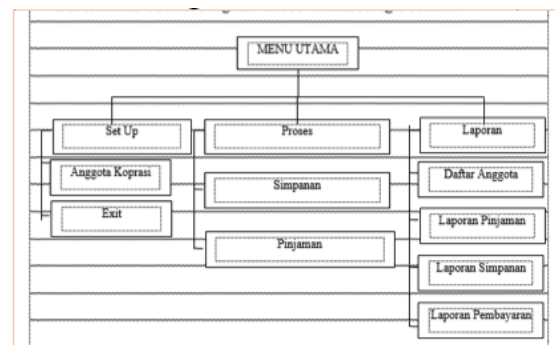 MENU UTAMA
Set Up
Proses
Laporan
Anggota Koprasi
Simpanan
Daftar Anggota
Exit
Pinjaman
Laporan Pinjaman
Laporan Simpanan
Laporan Pembayaran